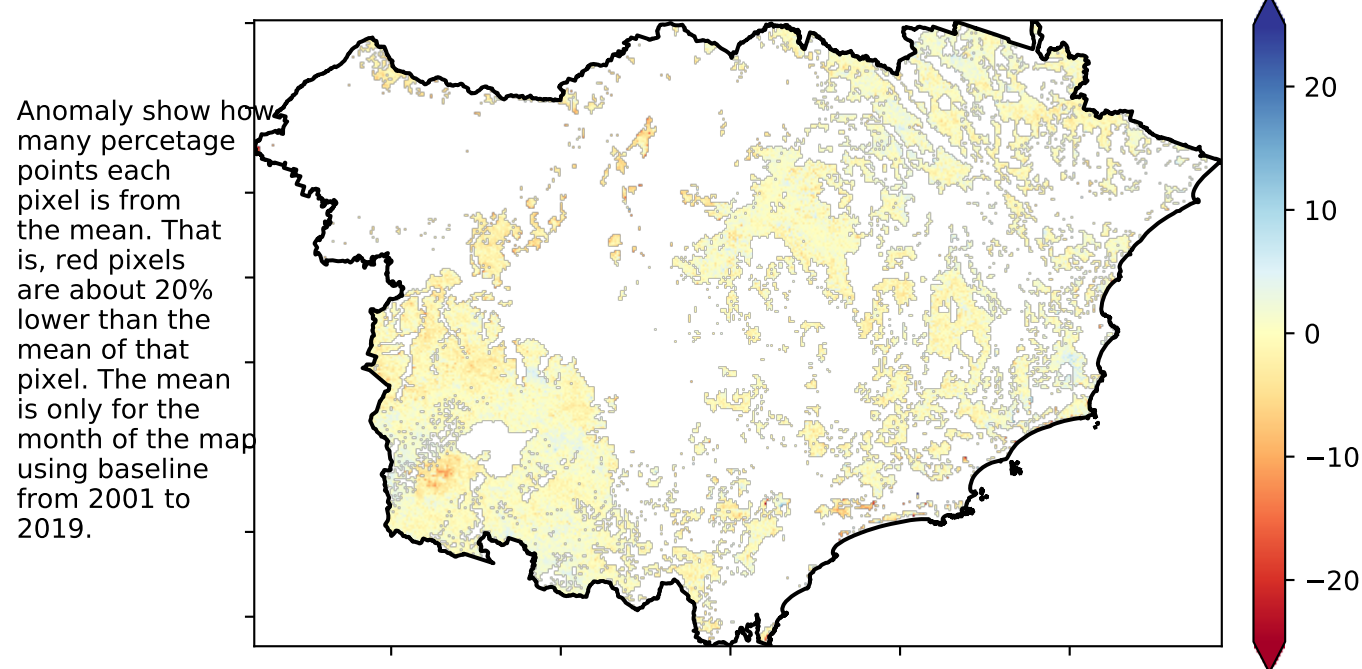 Anomaly show how
many percetage
points each
pixel is from
the mean. That
is, red pixels
are about 20%
lower than the
mean of that
pixel. The mean
is only for the
month of the map
using baseline
from 2001 to
2019.
20
10
0
−10
−20